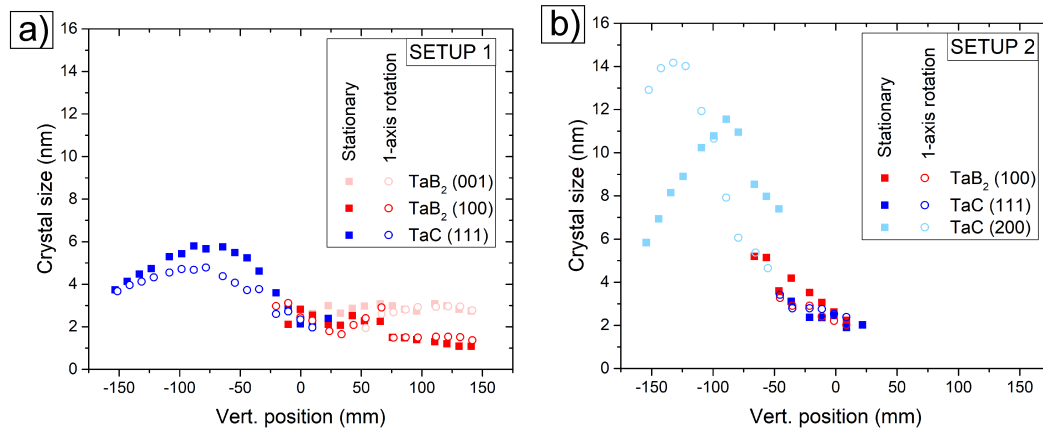 a)
SETUP 1
Stationary
1-axis rotation
TaB₂ (001)
TaB₂ (100)
TaC (111)
Crystal size (nm)
16
14
12
10
8
6
4
2
0
-150 -100 -50 0 50 100 150
Vert. position (mm)
b)
SETUP 2
Stationary
1-axis rotation
TaB₂ (100)
TaC (111)
TaC (200)
Crystal size (nm)
16
14
12
10
8
6
4
2
0
-150 -100 -50 0 50 100 150
Vert. position (mm)